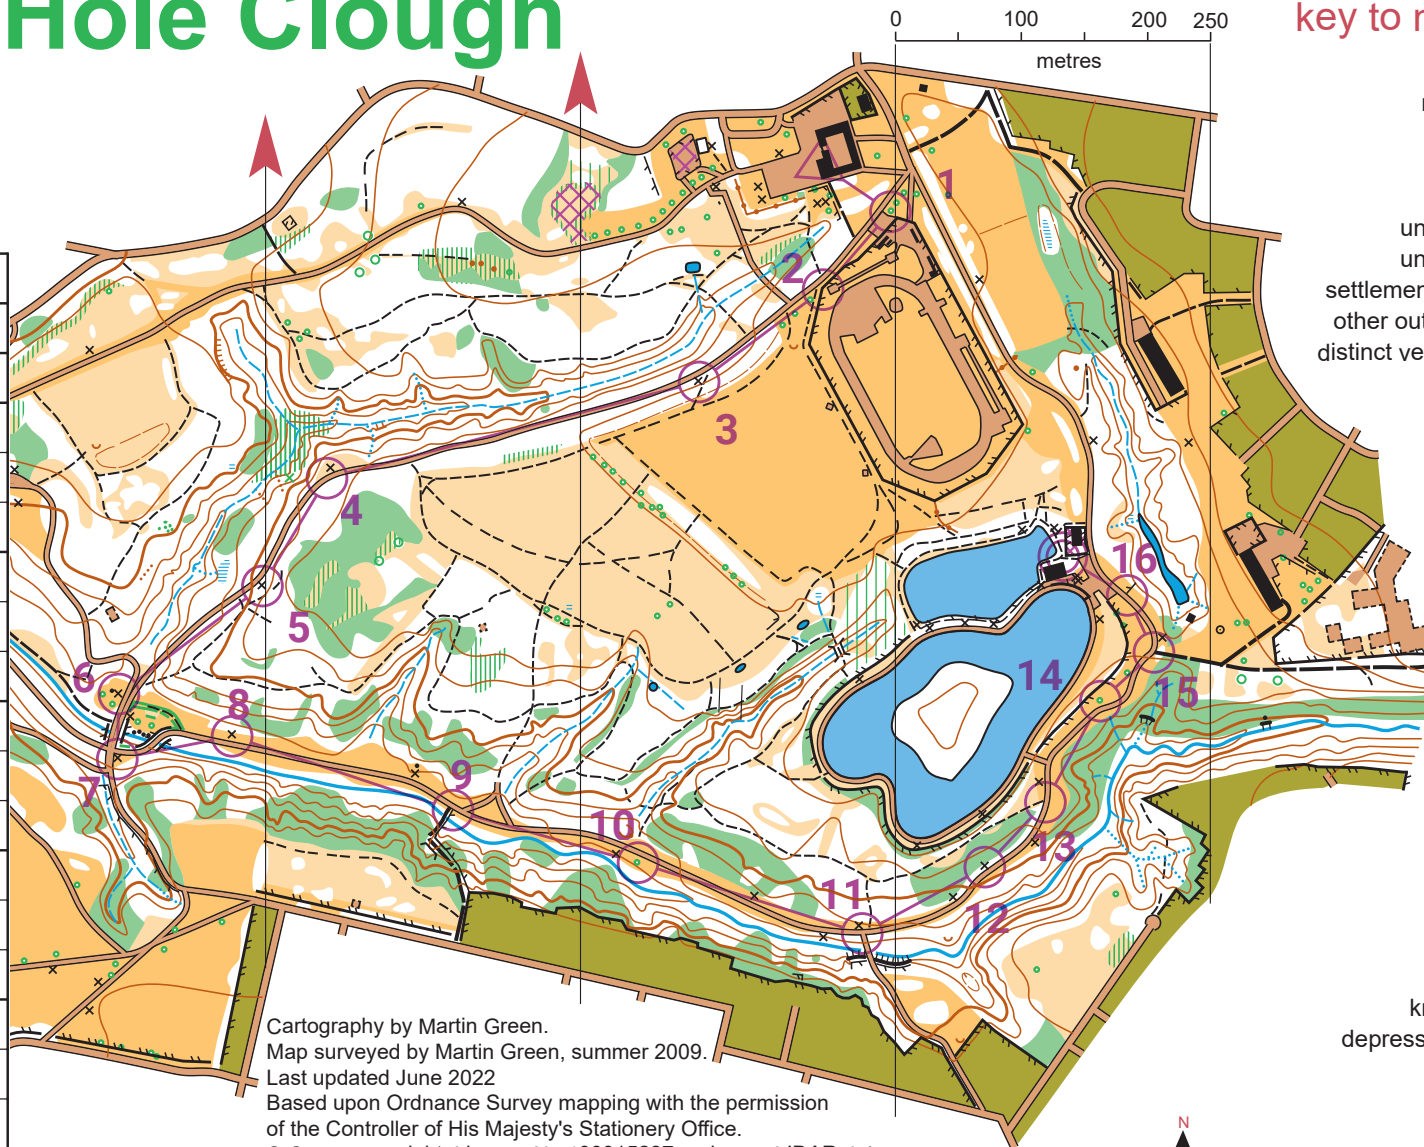 Hole Clough
0 100 200 250
metres
key to
un
un
settlemen
other out
distinct ve
1
2
3
4
5
6
7
8
9
10
11
12
13
14
15
16
depress
Cartography by Martin Green.
Map surveyed by Martin Green, summer 2009.
Last updated June 2022
Based upon Ordnance Survey mapping with the permission
of the Controller of His Majesty's Stationery Office.
N